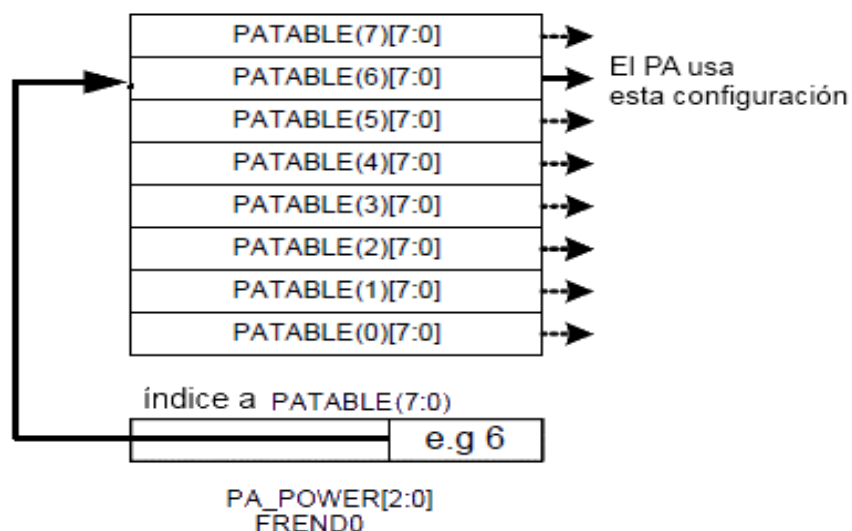 PATABLE(7)[7:0]
PATABLE(6)[7:0]
El PA usa
esta configuración
PATABLE(5)[7:0]
PATABLE(4)[7:0]
PATABLE(3)[7:0]
PATABLE(2)[7:0]
PATABLE(1)[7:0]
PATABLE(0)[7:0]
índice a PATABLE(7:0)
e.g 6
PA_POWER[2:0]
FREND0